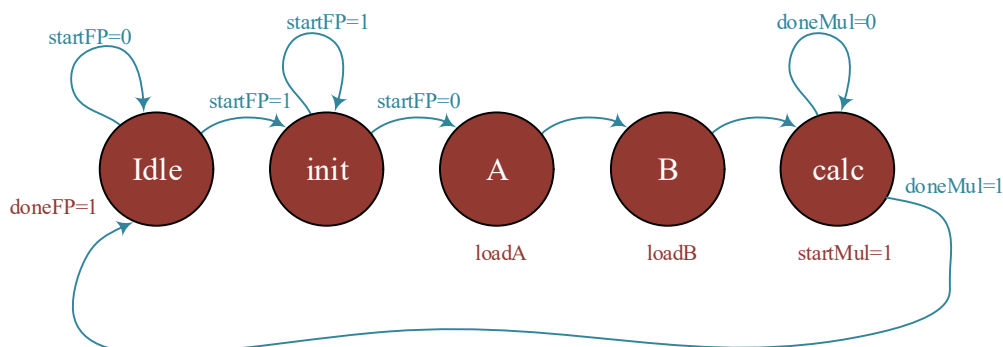 startFP=0
startFP=1
doneMul=0
startFP=1
startFP=0
Idle
init
A
B
calc
doneMul=1
doneFP=1
loadA
loadB
startMul=1